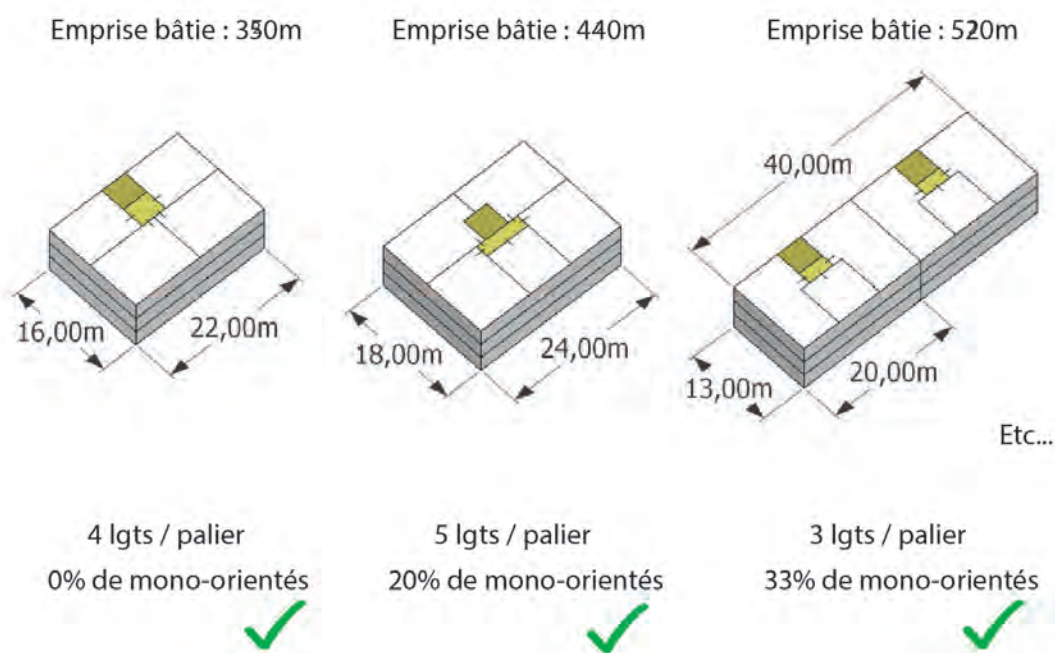 Emprise bâtie : 350m
Emprise bâtie : 440m
Emprise bâtie : 520m
16,00m
22,00m
18,00m
24,00m
40,00m
13,00m
20,00m
Etc...
4 lgts / palier
0% de mono-orientés
5 lgts / palier
20% de mono-orientés
3 lgts / palier
33% de mono-orientés